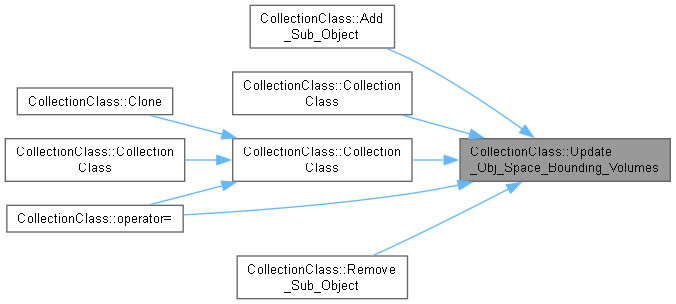 CollectionClass::Add
_Sub_Object
CollectionClass::Collection
Class
CollectionClass::Clone
CollectionClass::Collection
Class
CollectionClass::Collection
Class
CollectionClass::Update
_Obj_Space_Bounding_Volumes
CollectionClass::operator=
CollectionClass::Remove
_Sub_Object